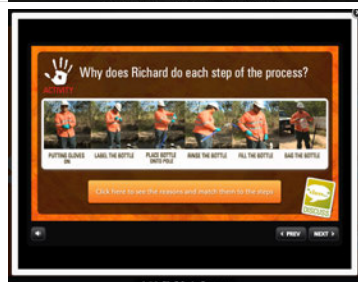 Why does Richard do each step of the process?
ACTIVITY
PUTTING GLOVES ON
LABEL THE BOTTLE
PLACE BOTTLE ONTO POLE
RINSE THE BOTTLE
FILL THE BOTTLE
BAG THE BOTTLE
Click here to see the reasons and match them to the steps
DISCUSS
PREV
NEXT